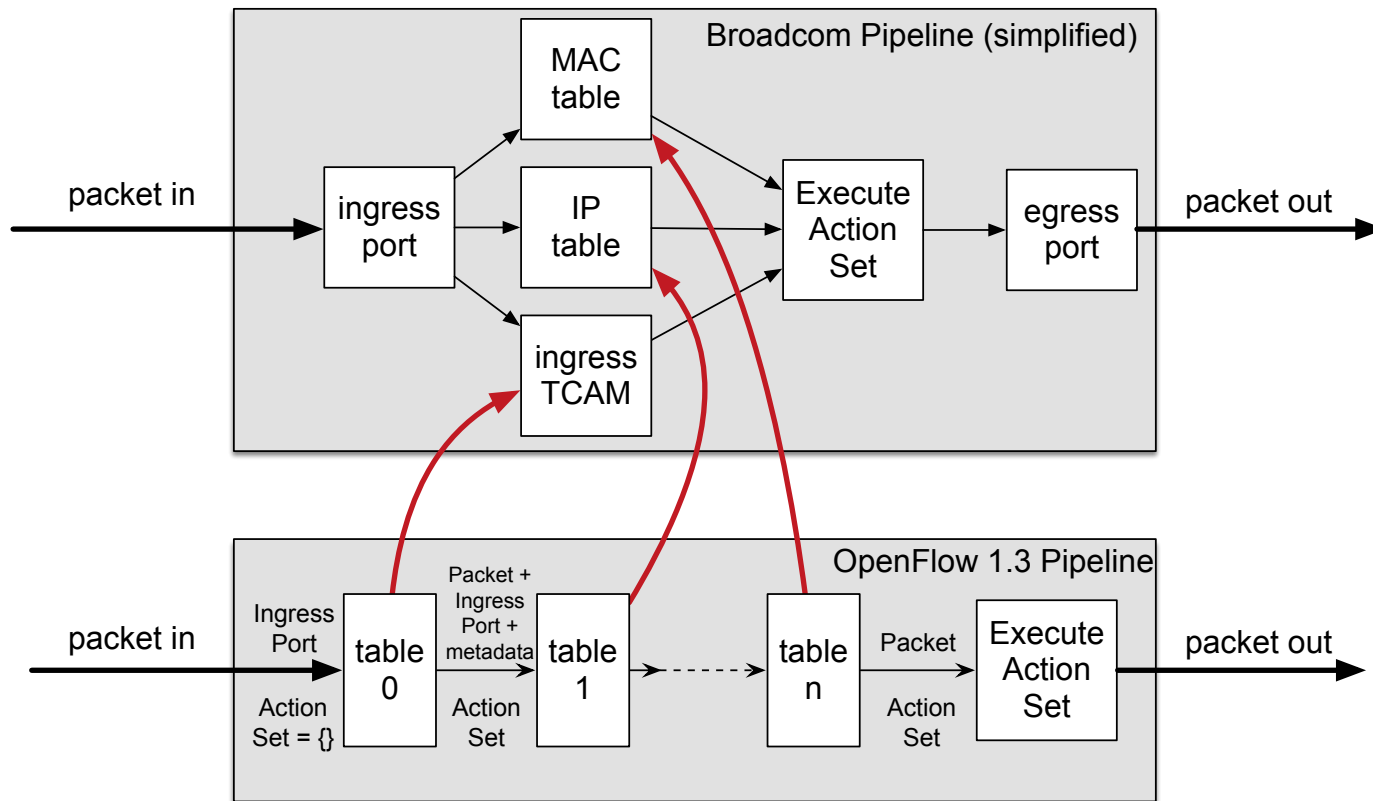 Broadcom Pipeline (simplified)
MAC
table
packet in
ingress
port
IP
table
Execute
Action
Set
egress
port
packet out
ingress
TCAM
OpenFlow 1.3 Pipeline
packet in
Ingress
Port
Action
Set = {}
table
0
Packet +
Ingress
Port +
metadata
Action
Set
table
1
table
n
Packet
Action
Set
Execute
Action
Set
packet out